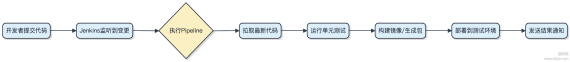 开发者提交代码
Jenkins监听到变更
执行Pipeline
拉取最新代码
运行单元测试
构建镜像/生成包
部署到测试环境
发送结果通知